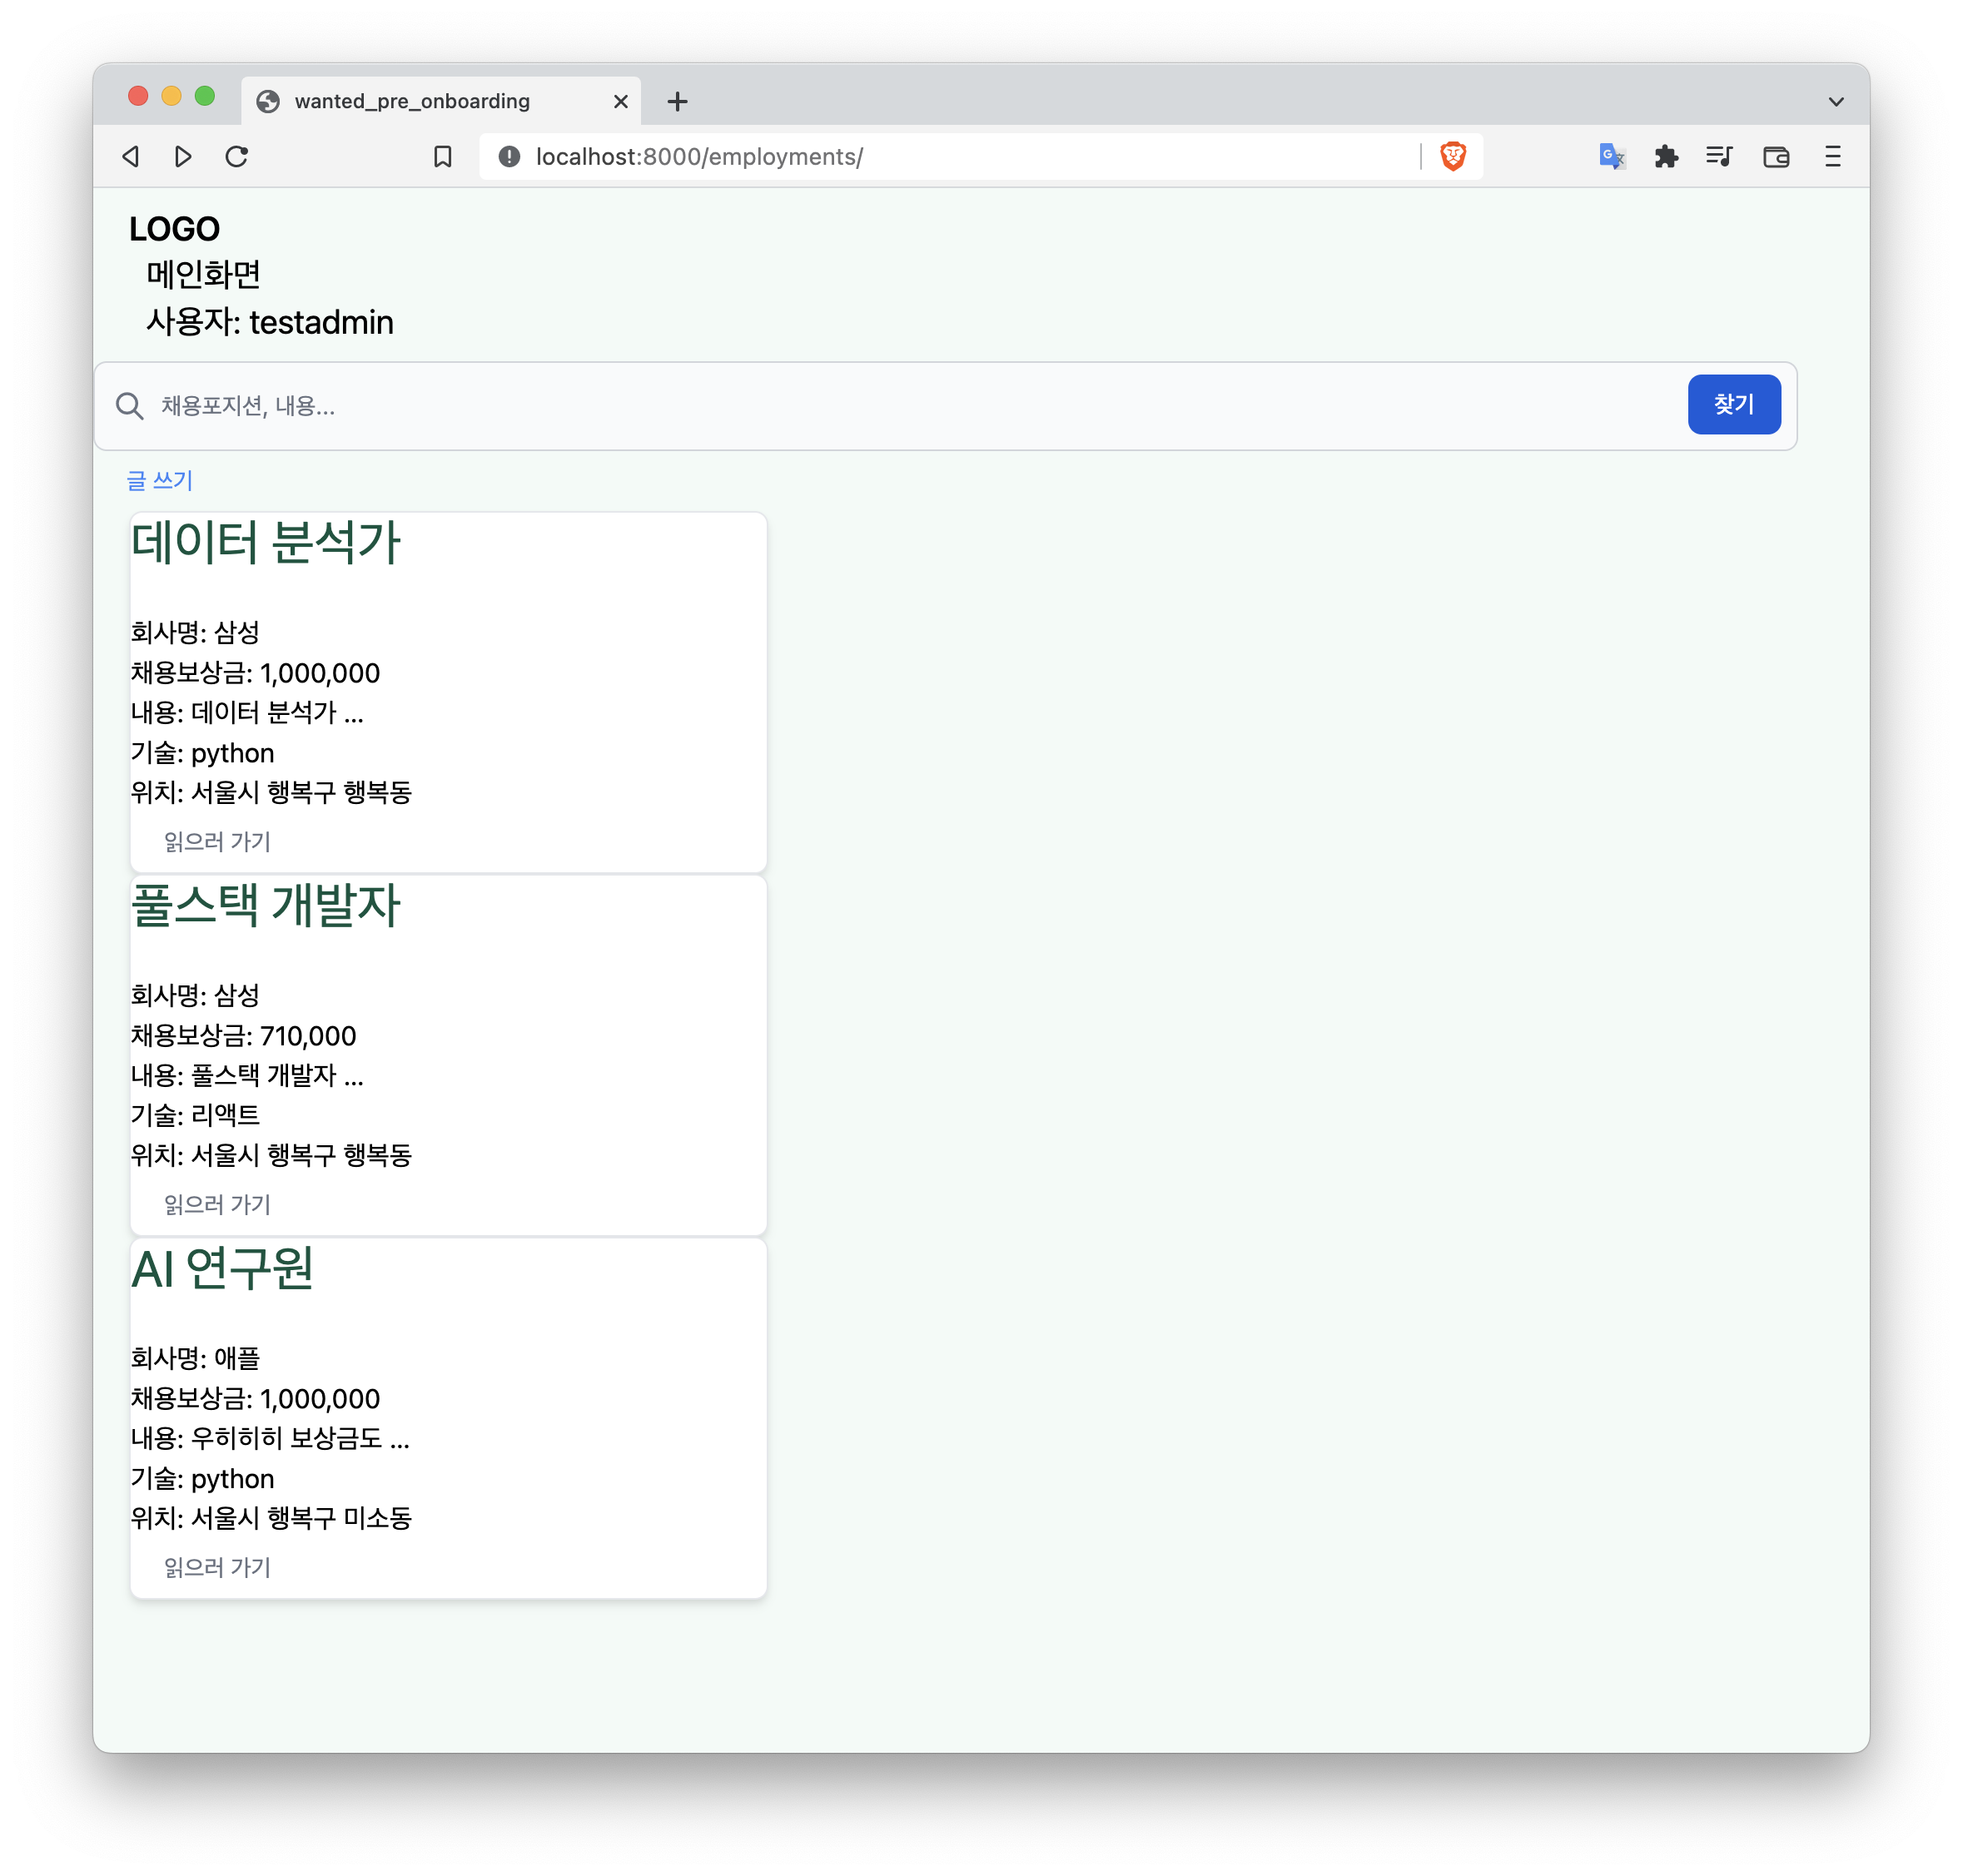 wanted_pre_onboarding
localhost:8000/employments/
LOGO
메인화면
사용자: testadmin
채용포지션, 내용...
찾기
글 쓰기
데이터 분석가
회사명: 삼성
채용보상금: 1,000,000
내용: 데이터 분석가 ...
기술: python
위치: 서울시 행복구 행복동
읽으러 가기
풀스택 개발자
회사명: 삼성
채용보상금: 710,000
내용: 풀스택 개발자 ...
기술: 리액트
위치: 서울시 행복구 행복동
읽으러 가기
AI 연구원
회사명: 애플
채용보상금: 1,000,000
내용: 우히히히 보상금도 ...
기술: python
위치: 서울시 행복구 미소동
읽으러 가기